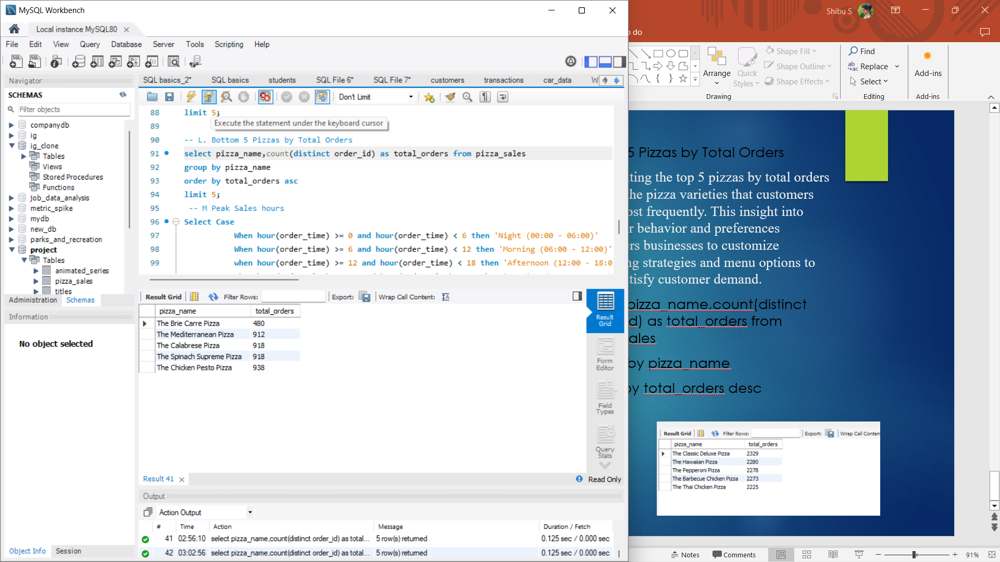 MySQL Workbench
Local instance MySQL80
File Edit View Query Database Server Tools Scripting Help
Navigator
SCHEMAS
Filter objects
companydb
ig
ig_clone
Tables
Views
Stored Procedures
Functions
job_data_analysis
metric_spike
mydb
new_db
parks_and_recreation
project
Tables
animated_series
pizza_sales
titles
Administration Schemas
Information
No object selected
Object Info Session
SQL basics_2* SQL basics students SQL File 6* SQL File 7* customers transactions car_data W
Don't Limit
88 limit 5;
Execute the statement under the keyboard cursor
89
90 -- L. Bottom 5 Pizzas by Total Orders
91 select pizza_name,count(distinct order_id) as total_orders from pizza_sales
92 group by pizza_name
93 order by total_orders asc
94 limit 5;
95 -- M Peak Sales hours
96 Select Case
97 When hour(order_time) >= 0 and hour(order_time) < 6 then 'Night (00:00 - 06:00)'
98 When hour(order_time) >= 6 and hour(order_time) < 12 then 'Morning (06:00 - 12:00)'
99 when hour(order_time) >= 12 and hour(order_time) < 18 then 'Afternoon (12:00 - 18:0
Result Grid Filter Rows: Export: Wrap Cell Content:
pizza_name total_orders
The Brie Carre Pizza 480
The Mediterranean Pizza 912
The Calabrese Pizza 918
The Spinach Supreme Pizza 918
The Chicken Pesto Pizza 938
Result Grid
Form Editor
Field Types
Query Stats
Result 41
Read Only
Output
Action Output
# Time Action Message Duration / Fetch
41 02:56:10 select pizza_name,count(distinct order_id) as total... 5 row(s) returned 0.125 sec / 0.000 sec
42 03:02:56 select pizza_name,count(distinct order_id) as total... 5 row(s) returned 0.125 sec / 0.000 sec
Shibu S
o do
Arrange
Quick Styles
Shape Fill
Shape Outline
Shape Effects
Drawing
Find
Replace
Select
Editing
Add-ins
Add-ins
5 Pizzas by Total Orders
ting the top 5 pizzas by total orders
he pizza varieties that customers
ost frequently. This insight into
r behavior and preferences
rs businesses to customize
ng strategies and menu options to
tisfy customer demand.
pizza_name,count(distinct
d) as total_orders from
ales
by pizza_name
by total_orders desc
Result Grid Filter Rows: Export: Wrap Cell Conten
pizza_name total_orders
The Classic Deluxe Pizza 2329
The Hawaiian Pizza 2280
The Pepperoni Pizza 2278
The Barbecue Chicken Pizza 2273
The Thai Chicken Pizza 2225
Notes Comments 91%